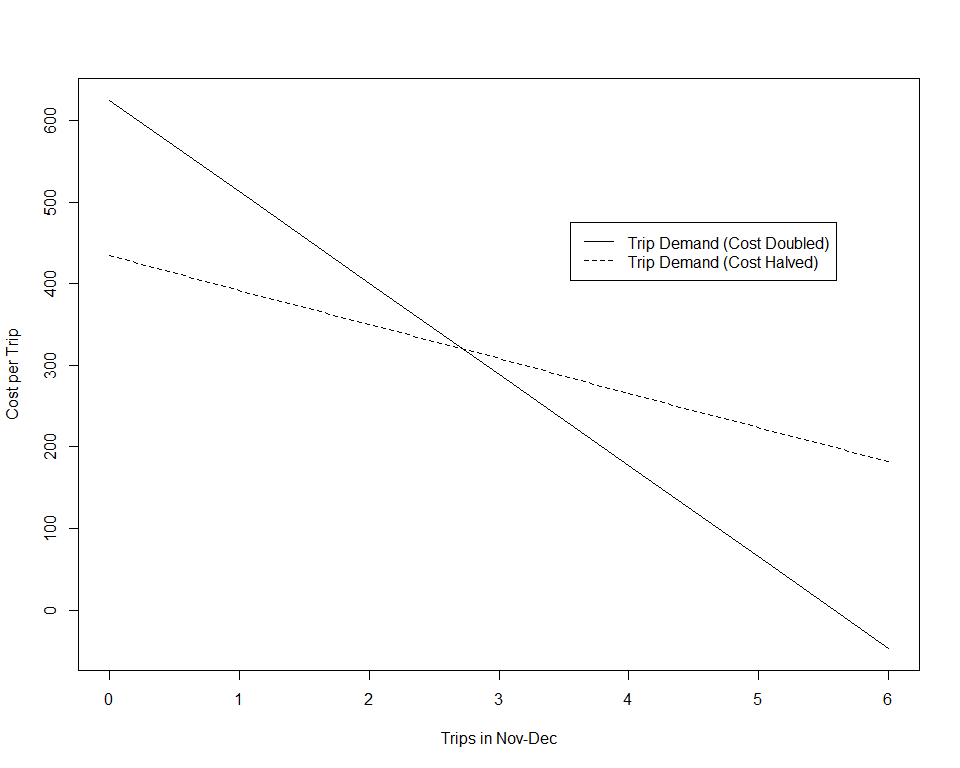 600
500
400
300
200
100
0
Cost per Trip
Trip Demand (Cost Doubled)
Trip Demand (Cost Halved)
0 1 2 3 4 5 6
Trips in Nov-Dec